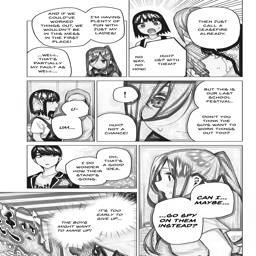 THEN JUST
CALL A
CEASEFIRE
ALREADY.
HUH?
WITH THEM?
NO
WAY,
NO
HOW!
I'M HAVING
PLENTY OF
FUN WITH
JUST MY
LADIES!
AND IF
WE COULD'VE
WORKED
THINGS OUT, WE
WOULDN'T BE
IN THIS MESS
IN THE FIRST
PLACE!
WELL,
THAT'S
PARTIALLY
MY FAULT AS
WELL...
BUT THIS IS
OUR LAST
SCHOOL
FESTIVAL.
DON'T YOU
THINK THE
GUYS WANT TO
WORK THINGS
OUT TOO?
!
HUH?
NOT A
CHANCE!
U-
UM...
OH,
THAT'S
A GOOD
IDEA.
I DO
WONDER
HOW THEIR
STAND'S
GOING.
CAN I...
MAYBE...
...GO SPY
ON THEM
INSTEAD?
IT'S TOO
EARLY TO
GIVE UP.
THE BOYS
MIGHT WANT
TO MAKE UP!